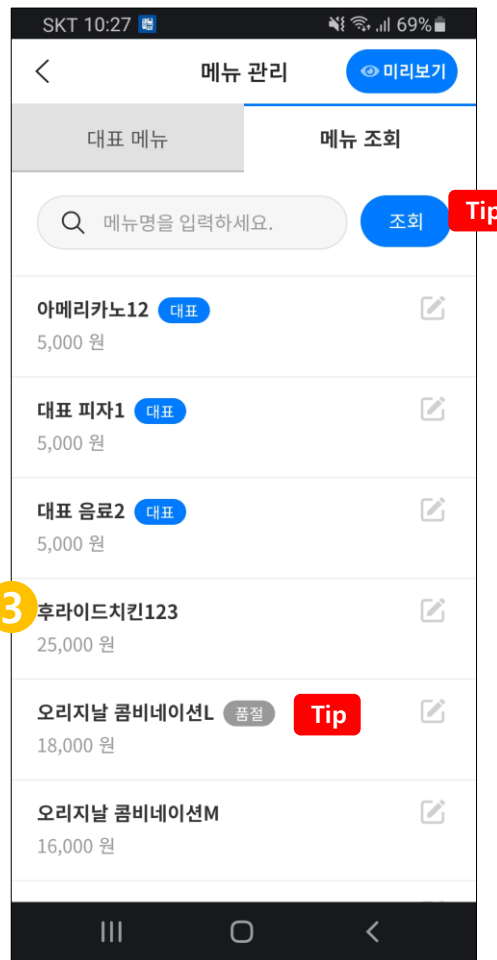 SKT 10:27 69%
메뉴 관리 미리보기
대표 메뉴 메뉴 조회
메뉴명을 입력하세요. 조회 Tip
아메리카노12 대표
5,000 원
대표 피자1 대표
5,000 원
대표 음료2 대표
5,000 원
3 후라이드치킨123
25,000 원
오리지날 콤비네이션L 품절 Tip
18,000 원
오리지날 콤비네이션M
16,000 원